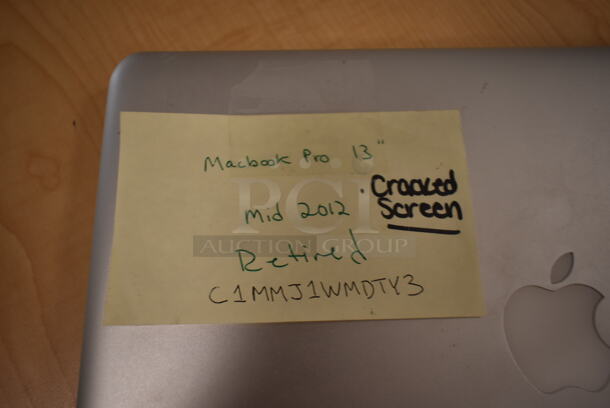 Macbook Pro 13"
Mid 2012
Cracked
Screen
Retired
C1MMJ1WMDTY3
PCI
AUCTION GROUP